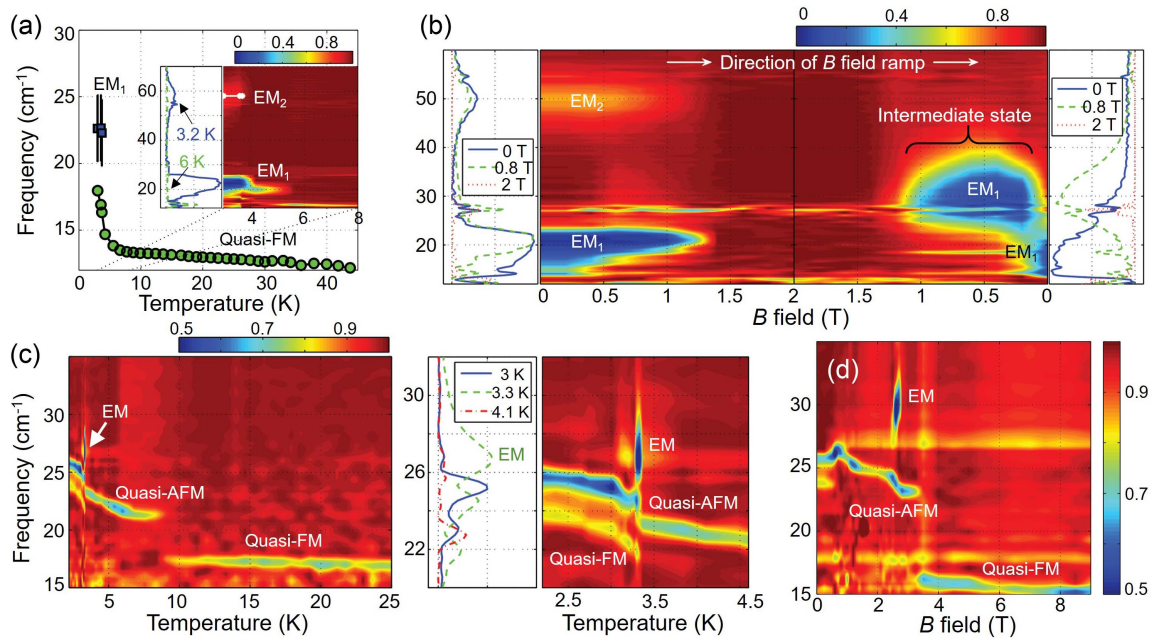 (a)
30
25
20
15
Frequency (cm⁻¹)
EM₁
0 0.4 0.8
60
40
20
3.2 K
6 K
EM₂
EM₁
4 6 8
Quasi-FM
0 10 20 30 40
Temperature (K)
(b)
0 0.4 0.8
50
40
30
20
0 T
0.8 T
2 T
Direction of B field ramp
EM₂
EM₁
Intermediate state
EM₁
EM₁
0 T
0.8 T
2 T
0 0.5 1 1.5 2 1.5 1 0.5 0
B field (T)
(c)
0.5 0.7 0.9
30
25
20
15
Frequency (cm⁻¹)
EM
Quasi-AFM
Quasi-FM
5 10 15 20 25
Temperature (K)
30
26
22
3 K
3.3 K
4.1 K
EM
EM
Quasi-AFM
Quasi-FM
2.5 3.5 4.5
Temperature (K)
(d)
30
25
20
15
EM
Quasi-AFM
Quasi-FM
0 2 4 6 8
B field (T)
0.9
0.8
0.7
0.6
0.5